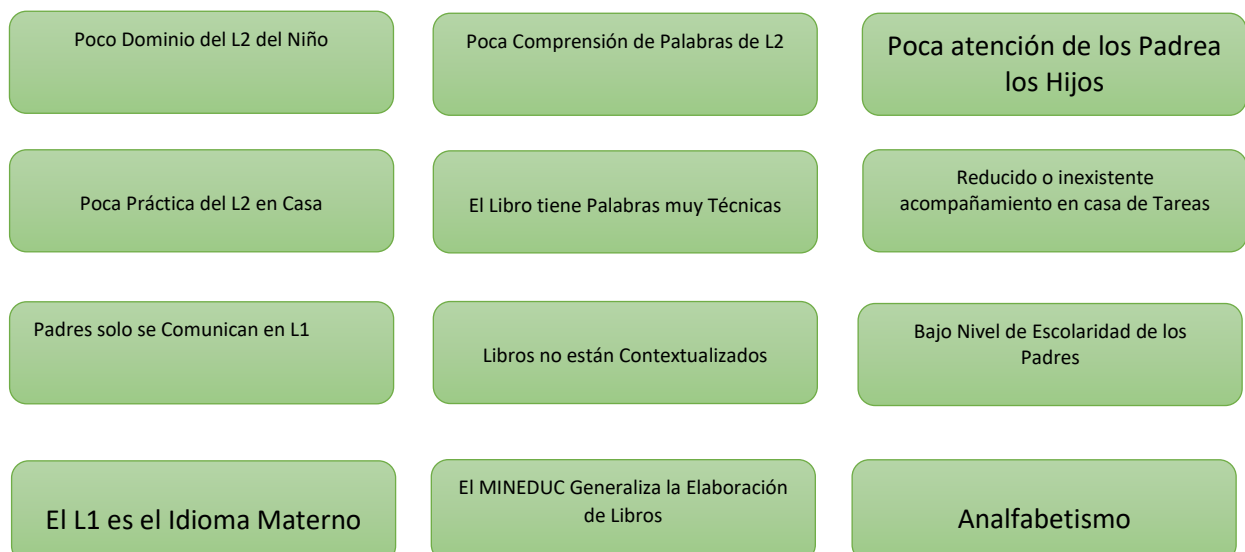 Poco Dominio del L2 del Niño
Poca Comprensión de Palabras de L2
Poca atención de los Padrea
los Hijos
Poca Práctica del L2 en Casa
El Libro tiene Palabras muy Técnicas
Reducido o inexistente
acompañamiento en casa de Tareas
Padres solo se Comunican en L1
Libros no están Contextualizados
Bajo Nivel de Escolaridad de los
Padres
El L1 es el Idioma Materno
El MINEDUC Generaliza la Elaboración
de Libros
Analfabetismo